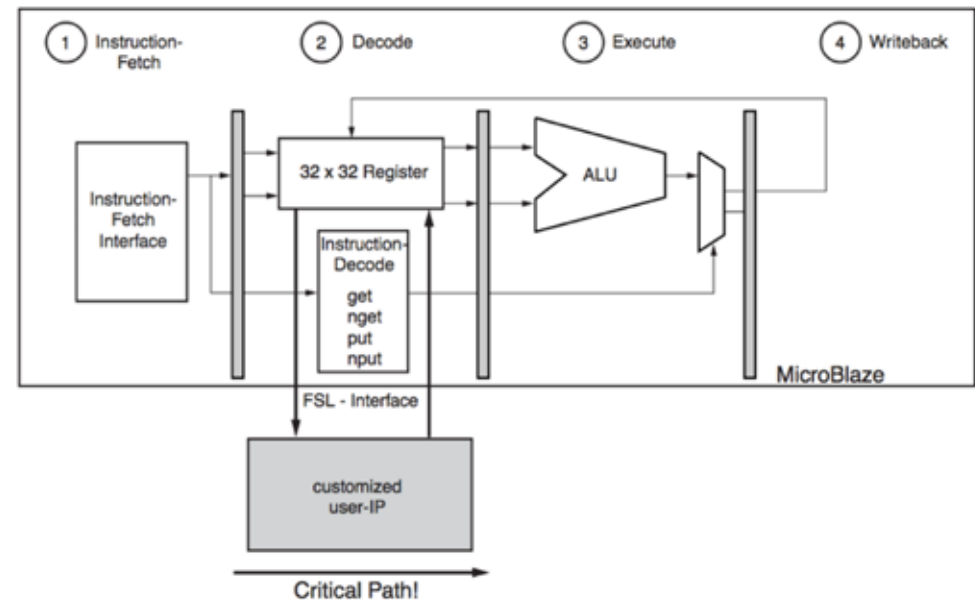 1 Instruction-
Fetch
2 Decode
3 Execute
4 Writeback
Instruction-
Fetch
Interface
32 x 32 Register
ALU
Instruction-
Decode
get
nget
put
nput
MicroBlaze
FSL - Interface
customized
user-IP
Critical Path!